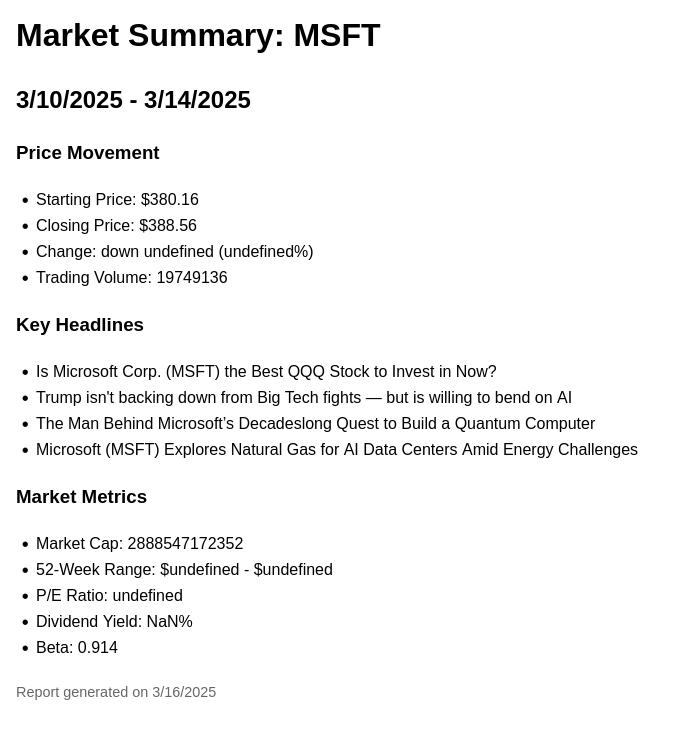 Market Summary: MSFT
3/10/2025 - 3/14/2025
Price Movement
• Starting Price: $380.16
• Closing Price: $388.56
• Change: down undefined (undefined%)
• Trading Volume: 19749136
Key Headlines
• Is Microsoft Corp. (MSFT) the Best QQQ Stock to Invest in Now?
• Trump isn't backing down from Big Tech fights — but is willing to bend on AI
• The Man Behind Microsoft’s Decadeslong Quest to Build a Quantum Computer
• Microsoft (MSFT) Explores Natural Gas for AI Data Centers Amid Energy Challenges
Market Metrics
• Market Cap: 2888547172352
• 52-Week Range: $undefined - $undefined
• P/E Ratio: undefined
• Dividend Yield: NaN%
• Beta: 0.914
Report generated on 3/16/2025